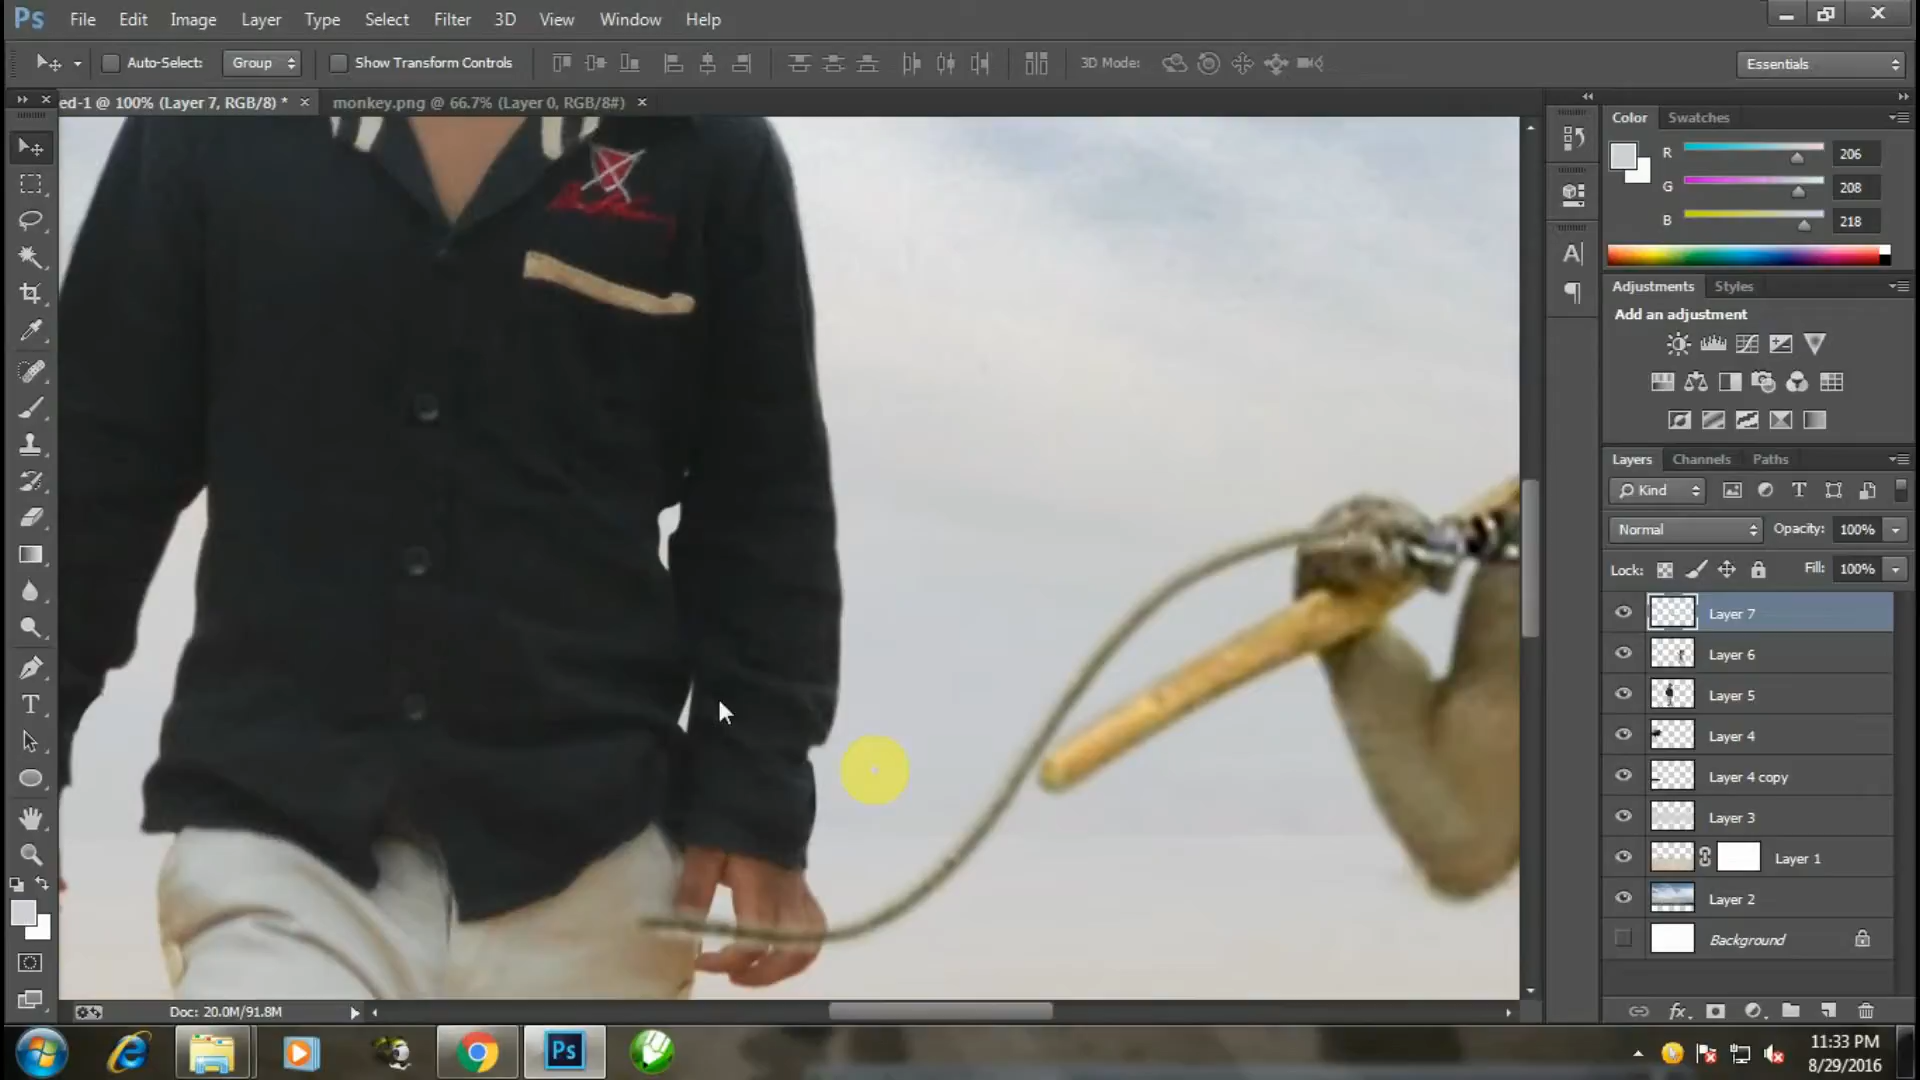 Ps File Edit Image Layer Type Select Filter 3D View Window Help
Auto-Select: Group Show Transform Controls 3D Mode: Essentials
ed-1 @ 100% (Layer 7, RGB/8) * × monkey.png @ 66.7% (Layer 0, RGB/8#) ×
Color Swatches
R 206
G 208
B 218
Adjustments Styles
Add an adjustment
Layers Channels Paths
Kind
Normal Opacity: 100%
Lock: Fill: 100%
Layer 7
Layer 6
Layer 5
Layer 4
Layer 4 copy
Layer 3
Layer 1
Layer 2
Background
Doc: 20.0M/91.8M
Ps
11:33 PM
8/29/2016